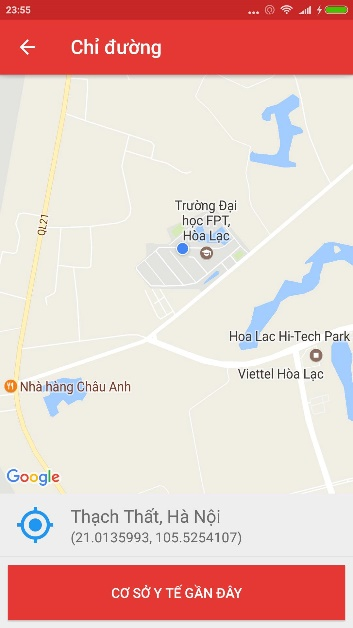 23:55
Chỉ đường
Trường Đại
học FPT,
Hòa Lạc
QL21
Hoa Lac Hi-Tech Park
Viettel Hòa Lạc
Nhà hàng Châu Anh
Google
Thạch Thất, Hà Nội
(21.0135993, 105.5254107)
CƠ SỞ Y TẾ GẦN ĐÂY